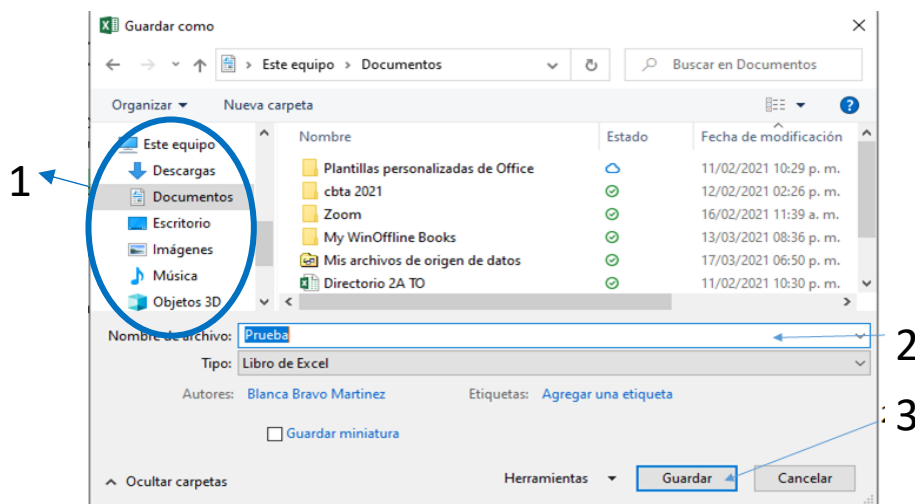 Guardar como
Este equipo > Documentos
Buscar en Documentos
Organizar
Nueva carpeta
Nombre Estado Fecha de modificación
Este equipo
Descargas
Documentos
Escritorio
Imágenes
Música
Objetos 3D
Plantillas personalizadas de Office 11/02/2021 10:29 p. m.
cbta 2021 12/02/2021 02:26 p. m.
Zoom 16/02/2021 11:39 a. m.
My WinOffline Books 13/03/2021 08:36 p. m.
Mis archivos de origen de datos 17/03/2021 06:50 p. m.
Directorio 2A TO 11/02/2021 10:30 p. m.
1
Nombre de archivo: Prueba
2
Tipo: Libro de Excel
Autores: Blanca Bravo Martinez Etiquetas: Agregar una etiqueta
3
Guardar miniatura
Ocultar carpetas
Herramientas Guardar Cancelar